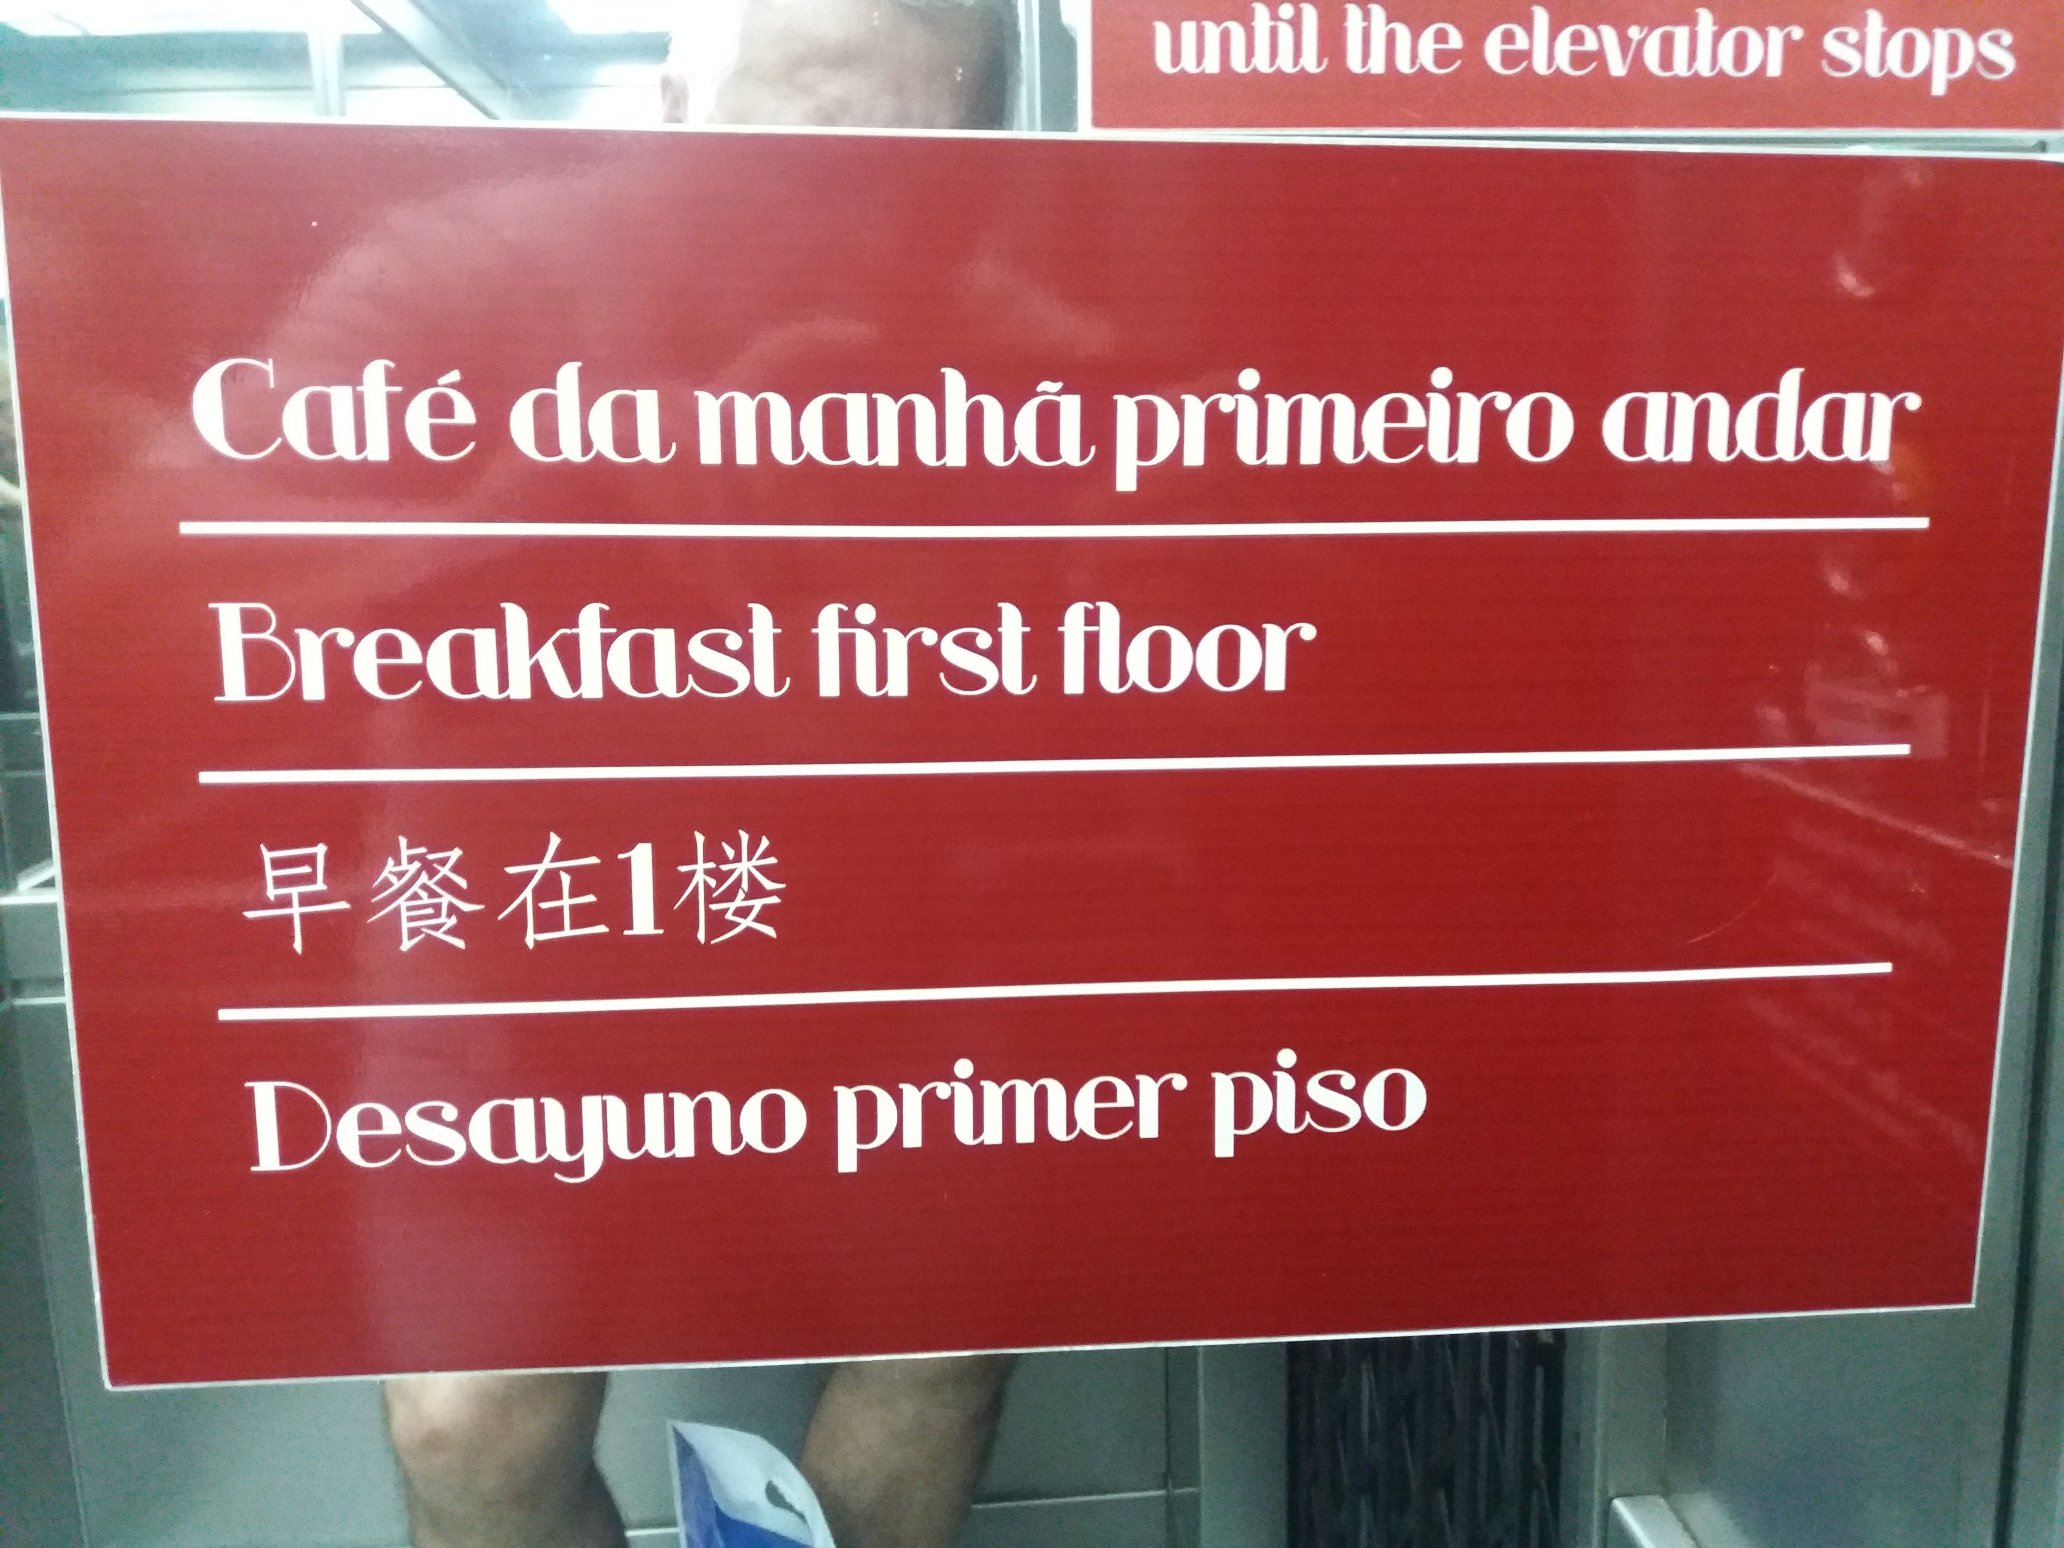 until the elevator stops
Café da manhã primeiro andar
Breakfast first floor
早餐在1楼
Desayuno primer piso